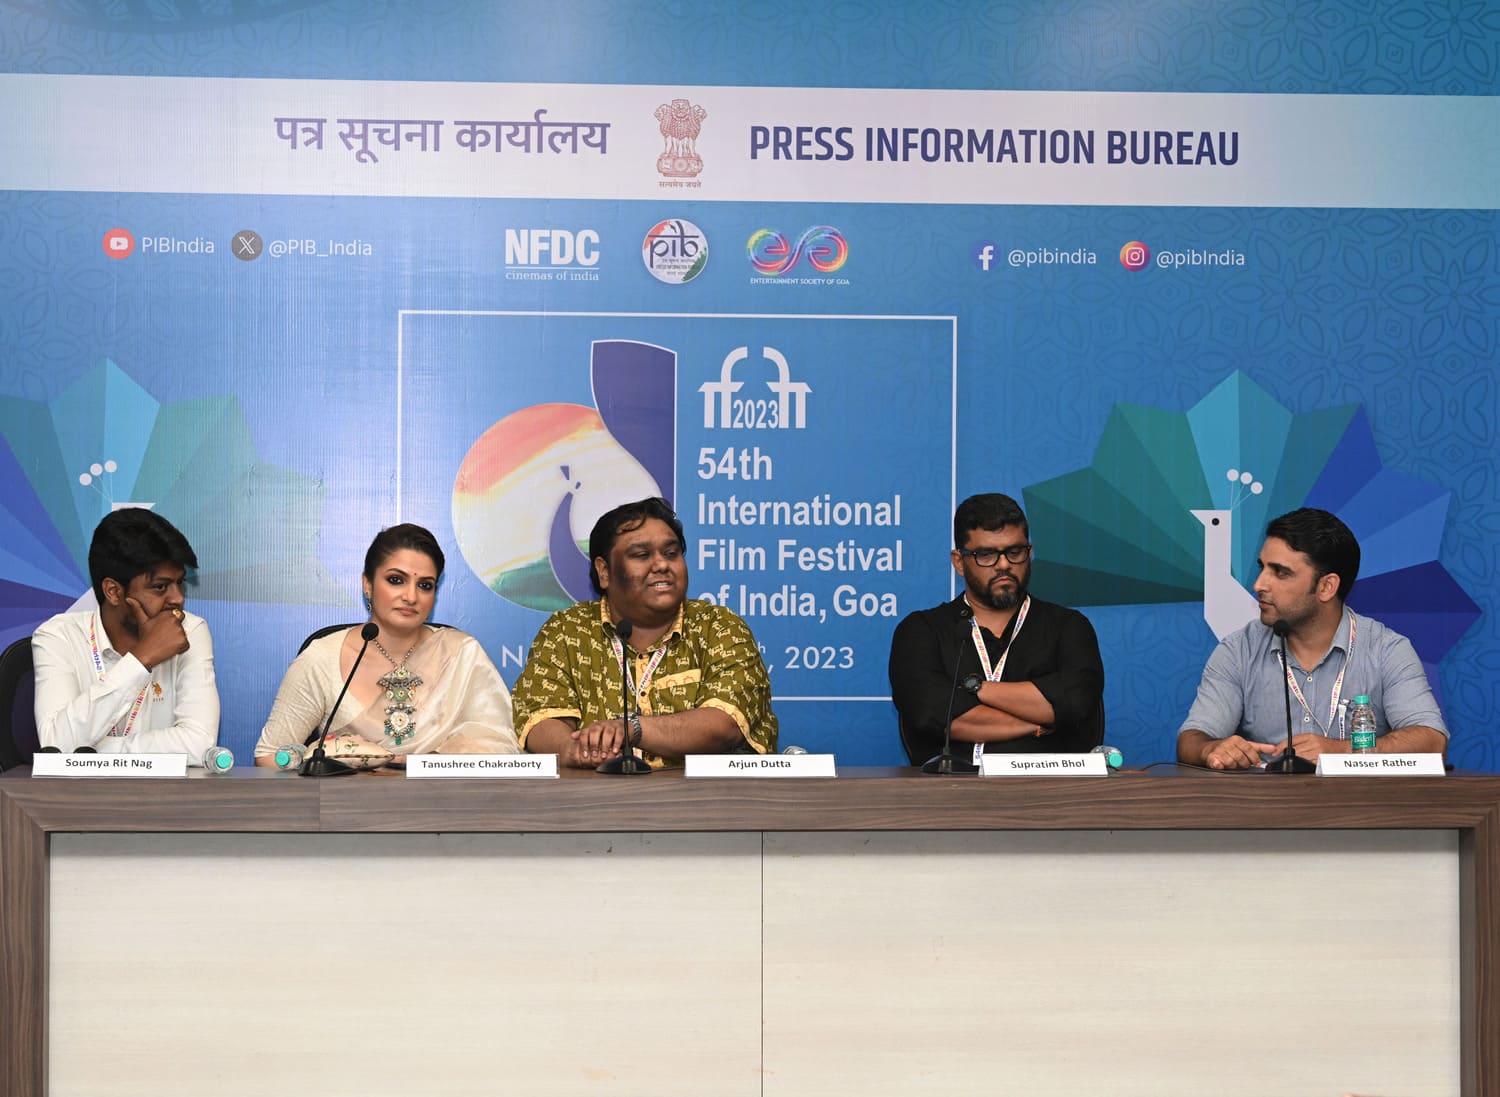 पत्र सूचना कार्यालय
सत्यमेव जयते
PRESS INFORMATION BUREAU
PIBIndia
@PIB_India
NFDC
cinemas of india
pib
ENTERTAINMENT SOCIETY OF GOA
@pibindia
@pibIndia
2023
54th
International
Film Festival
of India, Goa
, 2023
Soumya Rit Nag
Tanushree Chakraborty
Arjun Dutta
Supratim Bhol
Nasser Rather